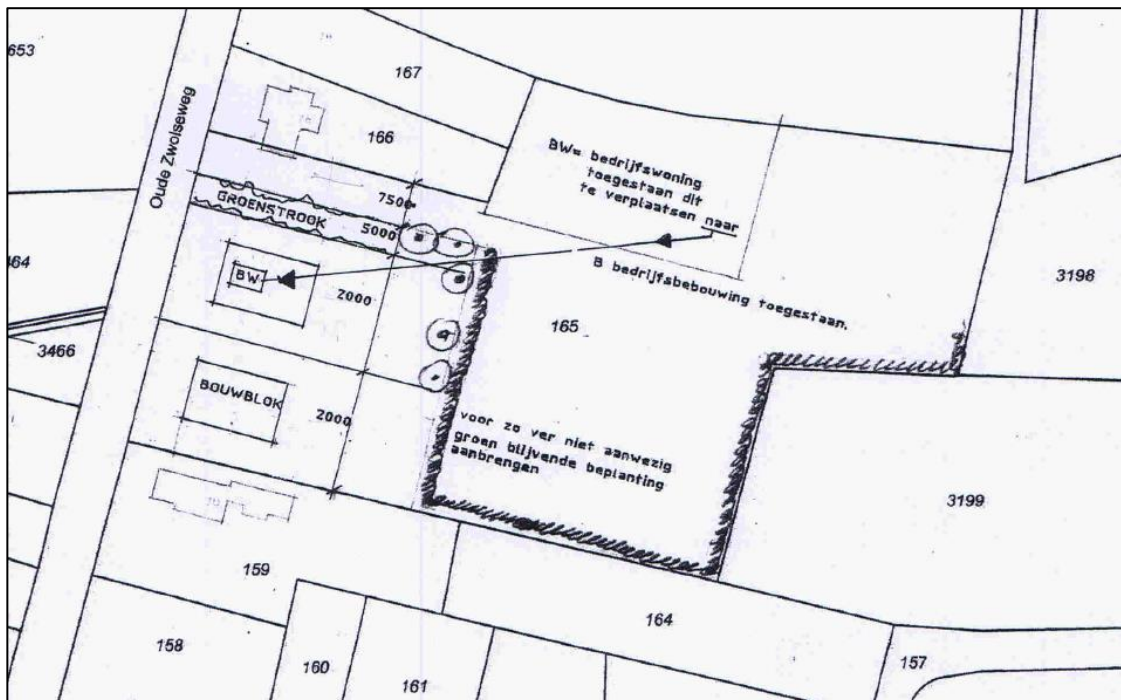 653
167
Oude Zwolseweg
166
BW= bedrijfswoning
toegestaan dit
te verplaatsen naar
7500
GROENSTROOK
5000
464
BW
B bedrijfsbebouwing toegestaan.
3198
2000
165
3466
BOUWBLOK
2000
voor zo ver niet aanwezig
groen blijvende beplanting
aanbrengen
3199
159
164
158
160
161
157